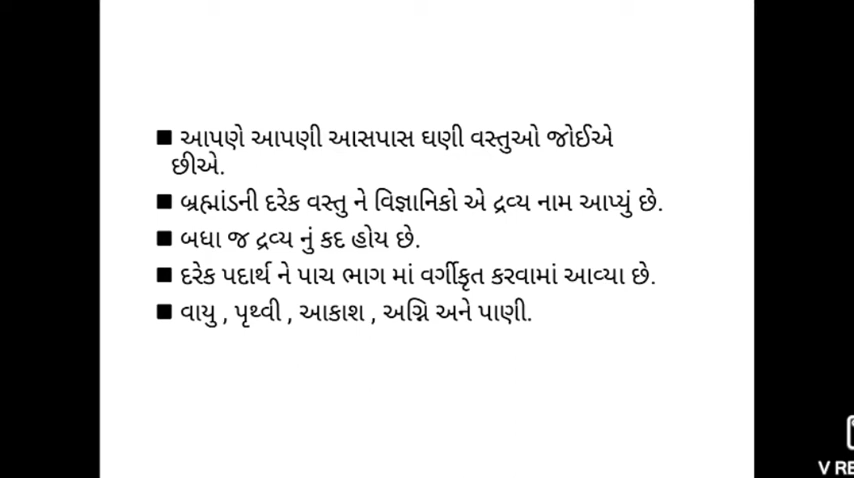 ■ આપણે આપણી આસપાસ ઘણી વસ્તુઓ જોઈએ
છીએ.
■ બ્રહ્માંડની દરેક વસ્તુ ને વિજ્ઞાનિકો એ દ્રવ્ય નામ આપ્યું છે.
■ બધા જ દ્રવ્ય નું કદ હોય છે.
■ દરેક પદાર્થ ને પાચ ભાગ માં વર્ગીકૃત કરવામાં આવ્યા છે.
■ વાયુ , પૃથ્વી , આકાશ , અગ્નિ અને પાણી.
V RE